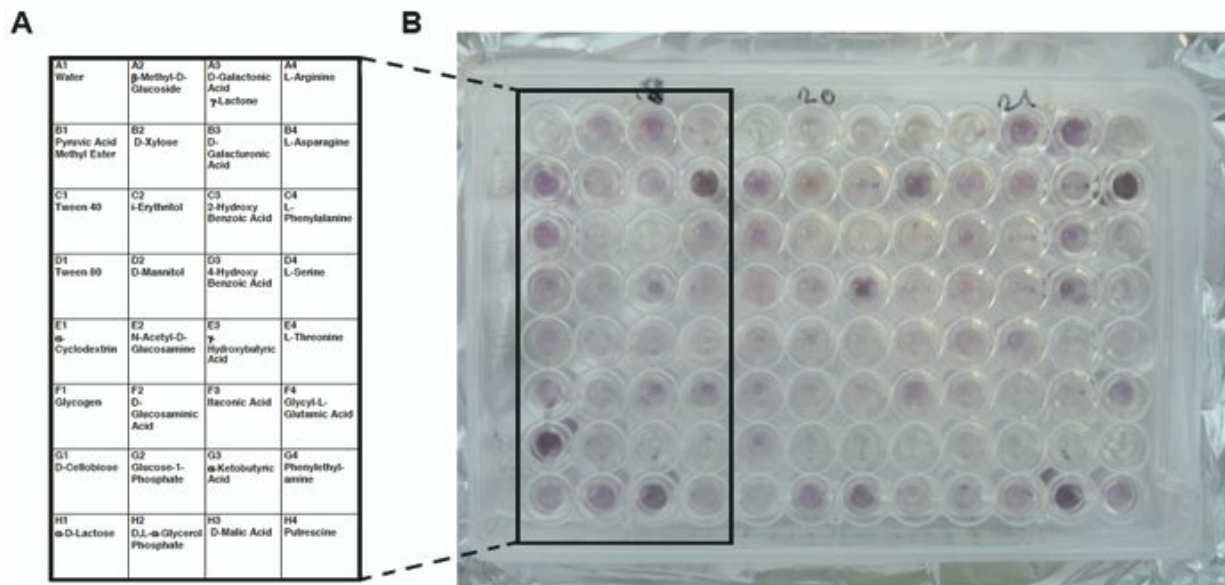 A
B
A1
Water
A2
β-Methyl-D-
Glucoside
A3
D-Galactonic
Acid
γ-Lactone
A4
L-Arginine
B1
Pyruvic Acid
Methyl Ester
B2
D-Xylose
B3
D-
Galacturonic
Acid
B4
L-Asparagine
C1
Tween 40
C2
i-Erythritol
C3
2-Hydroxy
Benzoic Acid
C4
L-
Phenylalanine
D1
Tween 80
D2
D-Mannitol
D3
4-Hydroxy
Benzoic Acid
D4
L-Serine
E1
α-
Cyclodextrin
E2
N-Acetyl-D-
Glucosamine
E3
γ-
Hydroxybutyric
Acid
E4
L-Threonine
F1
Glycogen
F2
D-
Glucosaminic
Acid
F3
Itaconic Acid
F4
Glycyl-L-
Glutamic Acid
G1
D-Cellobiose
G2
Glucose-1-
Phosphate
G3
α-Ketobutyric
Acid
G4
Phenylethyl-
amine
H1
α-D-Lactose
H2
D,L-α-Glycerol
Phosphate
H3
D-Malic Acid
H4
Putrescine
20